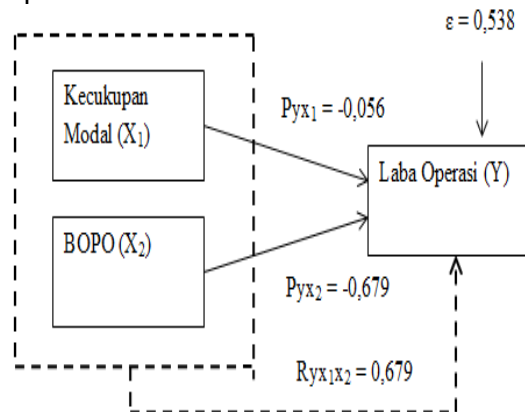 ε = 0,538
Kecukupan
Modal (X₁)
Pyx₁ = -0,056
Laba Operasi (Y)
BOPO (X₂)
Pyx₂ = -0,679
Ryx₁x₂ = 0,679